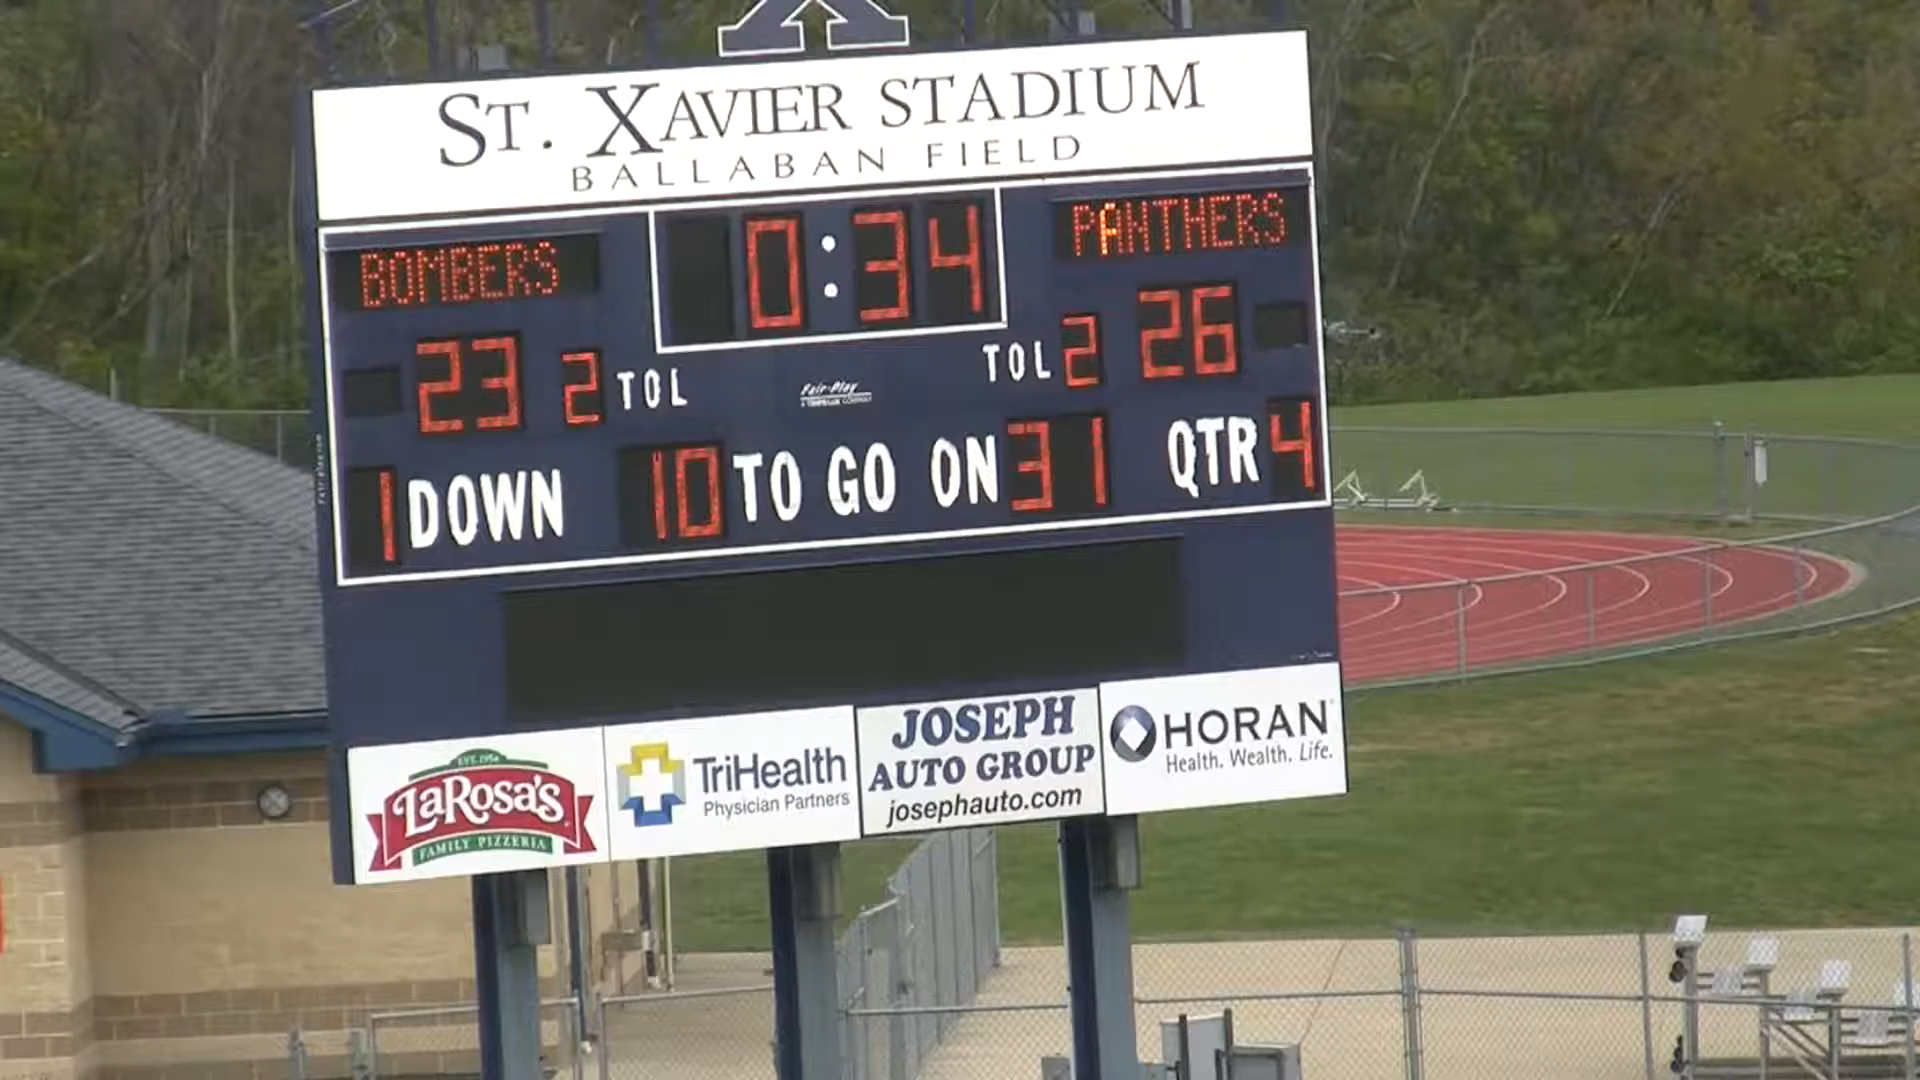 X
ST. XAVIER STADIUM
BALLABAN FIELD
BOMBERS 0:34 PANTHERS
23 2 TOL TOL 2 26
Fair-Play
1 DOWN 10 TO GO ON 31 QTR 4
EST. 1954
LaRosa's
FAMILY PIZZERIA
TriHealth
Physician Partners
JOSEPH
AUTO GROUP
josephauto.com
HORAN
Health. Wealth. Life.